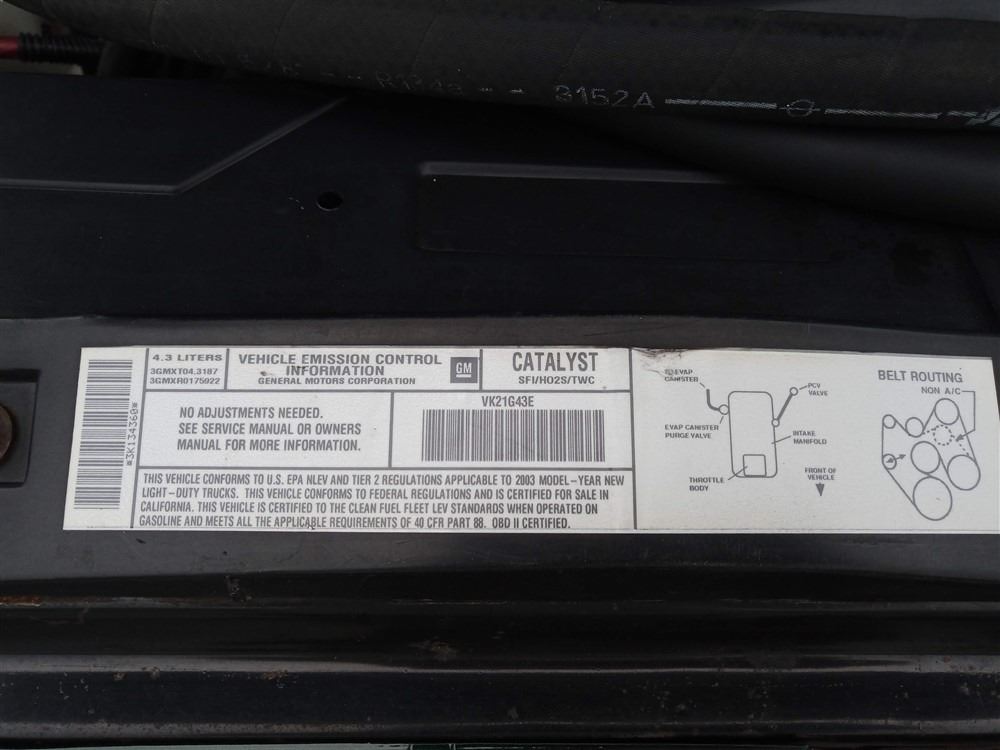 3152A
*3K134360*
4.3 LITERS
3GMXT04.3187
3GMXR0175922
VEHICLE EMISSION CONTROL
INFORMATION
GENERAL MOTORS CORPORATION
GM
CATALYST
SFI/HO2S/TWC
NO ADJUSTMENTS NEEDED.
SEE SERVICE MANUAL OR OWNERS
MANUAL FOR MORE INFORMATION.
VK21G43E
THIS VEHICLE CONFORMS TO U.S. EPA NLEV AND TIER 2 REGULATIONS APPLICABLE TO 2003 MODEL-YEAR NEW
LIGHT-DUTY TRUCKS. THIS VEHICLE CONFORMS TO FEDERAL REGULATIONS AND IS CERTIFIED FOR SALE IN
CALIFORNIA. THIS VEHICLE IS CERTIFIED TO THE CLEAN FUEL FLEET LEV STANDARDS WHEN OPERATED ON
GASOLINE AND MEETS ALL THE APPLICABLE REQUIREMENTS OF 40 CFR PART 88. OBD II CERTIFIED.
EVAP
CANISTER
PCV
VALVE
EVAP CANISTER
PURGE VALVE
INTAKE
MANIFOLD
THROTTLE
BODY
FRONT OF
VEHICLE
BELT ROUTING
NON A/C